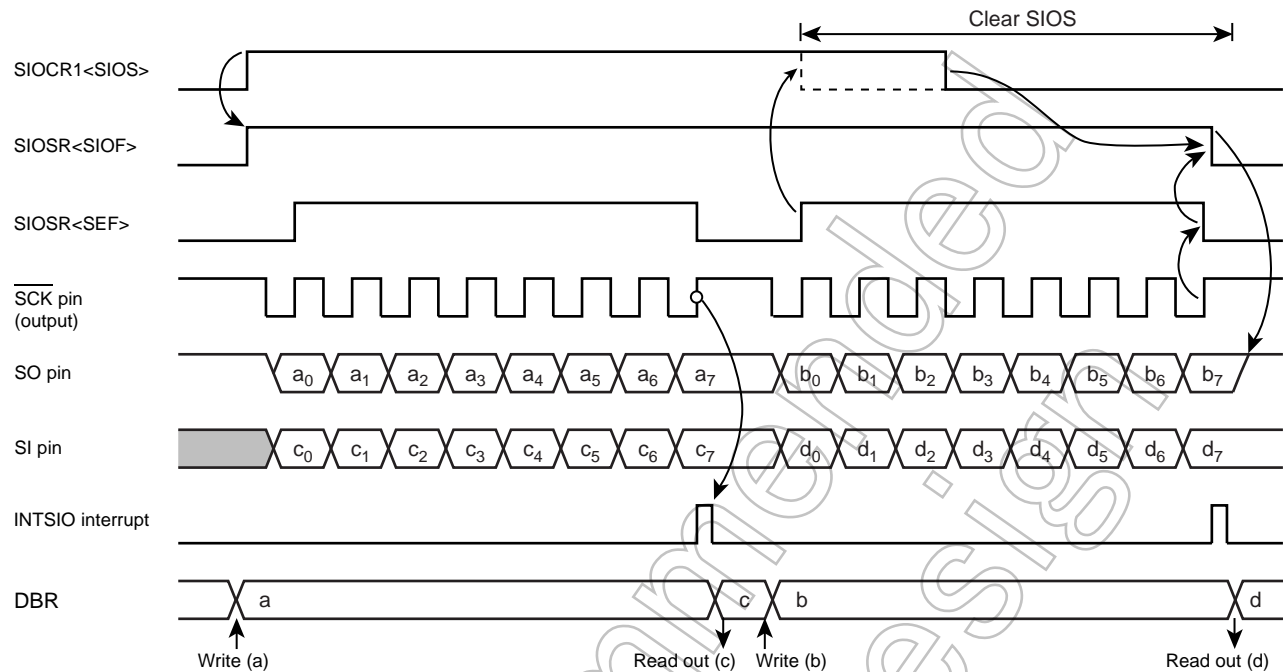 Clear SIOS
SIOCR1<SIOS>
SIOSR<SIOF>
SIOSR<SEF>
SCK pin
(output)
SO pin
a0 a1 a2 a3 a4 a5 a6 a7 b0 b1 b2 b3 b4 b5 b6 b7
SI pin
c0 c1 c2 c3 c4 c5 c6 c7 d0 d1 d2 d3 d4 d5 d6 d7
INTSIO interrupt
DBR
a c b d
Write (a) Read out (c) Write (b) Read out (d)